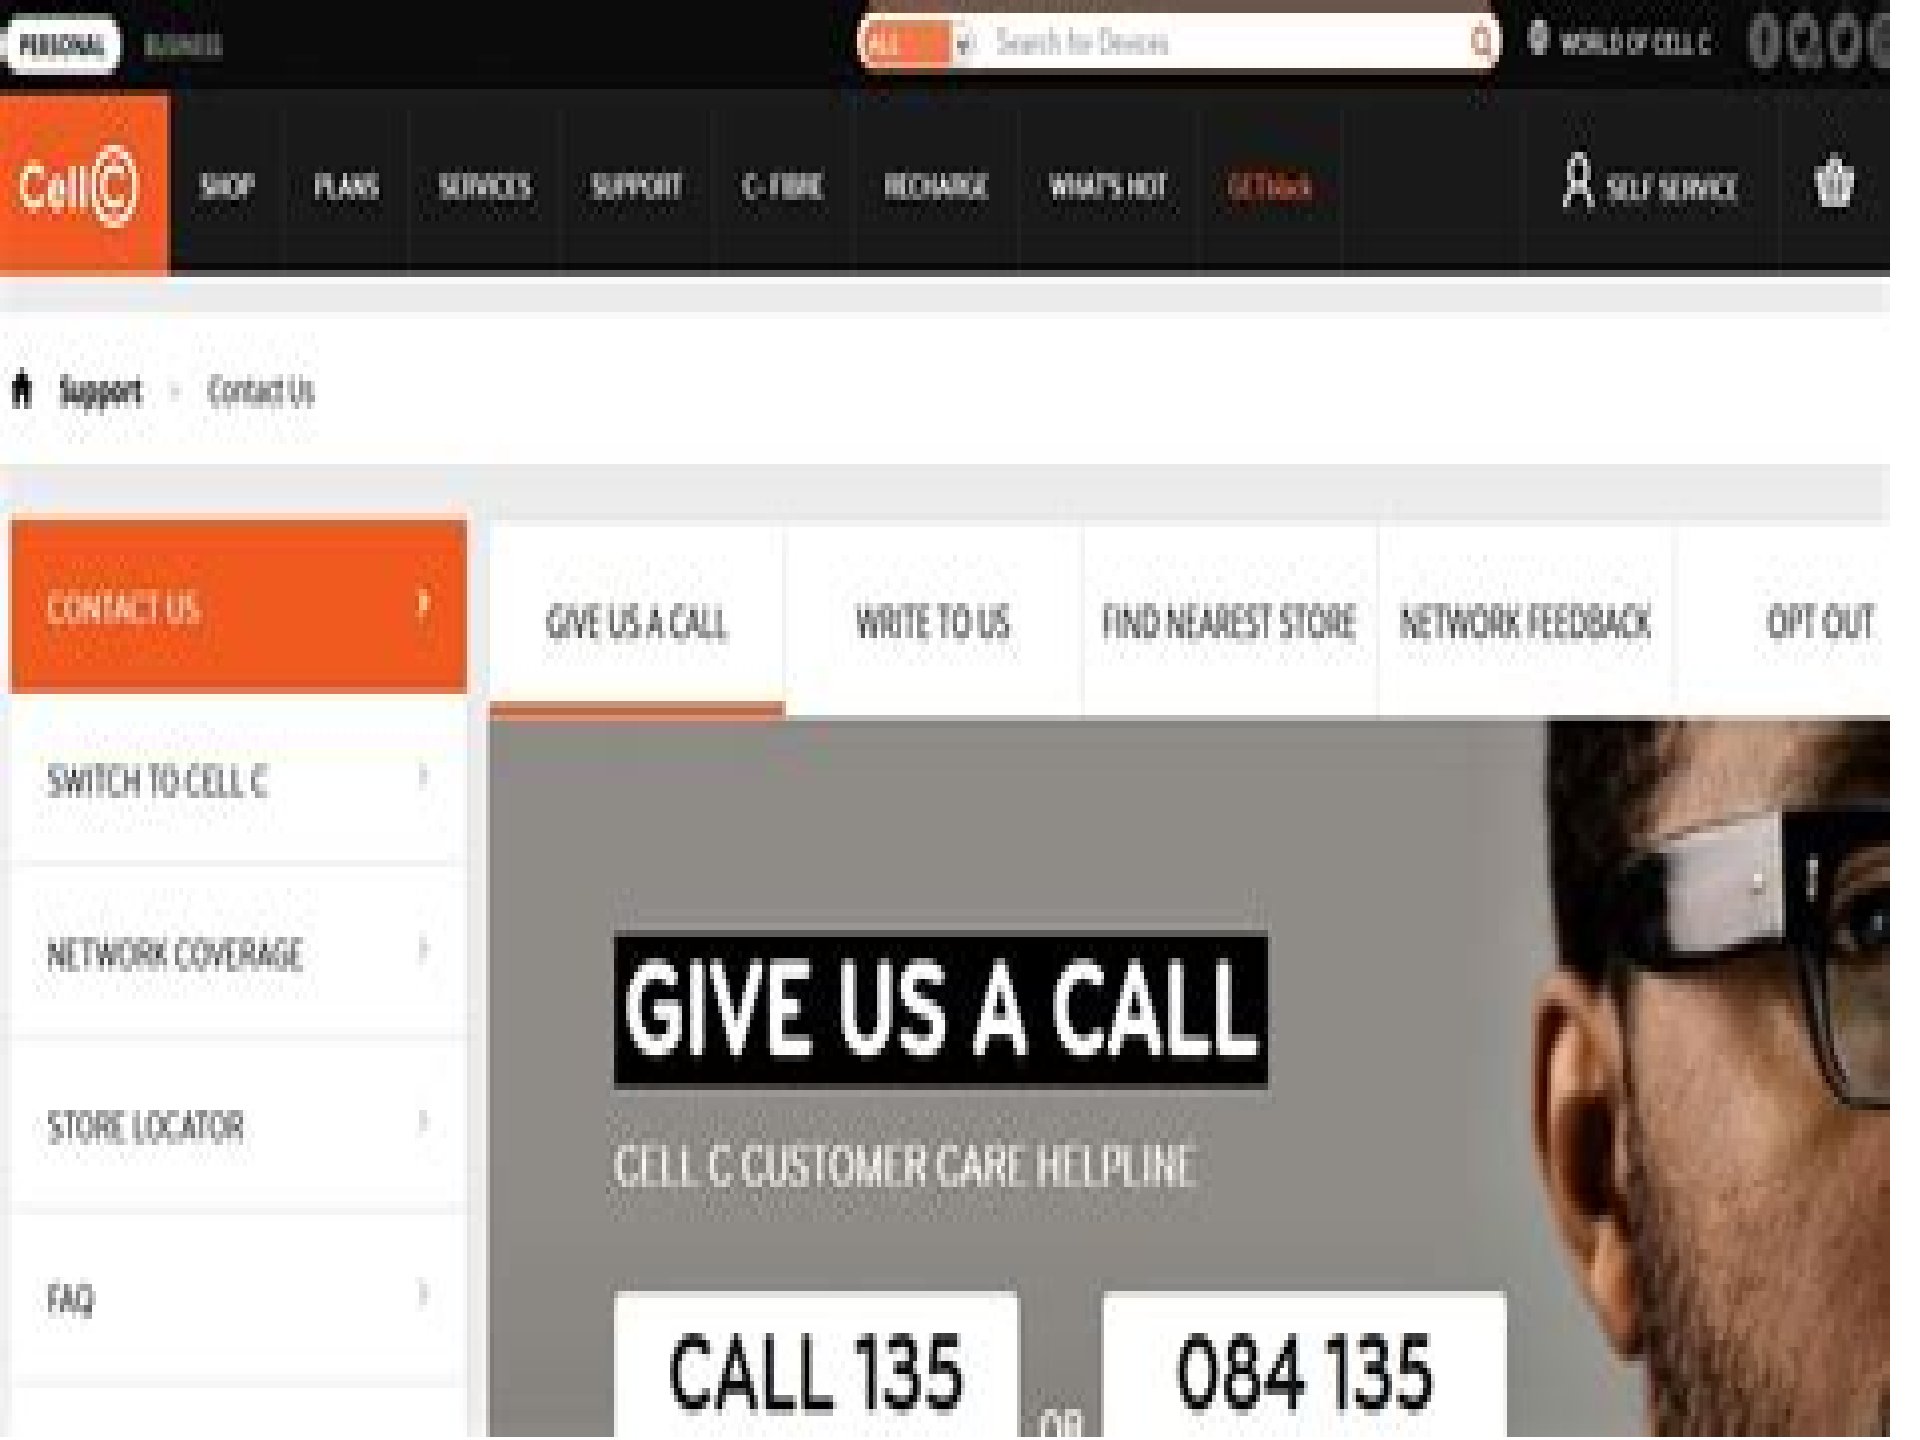 PERSONAL BUSINESS ALL Search for Devices WORLD OF CELL C
Cell C SHOP PLANS SERVICES SUPPORT C-FIBRE RECHARGE WHAT'S HOT SELF SERVICE
Support Contact Us
CONTACT US
GIVE US A CALL WRITE TO US FIND NEAREST STORE NETWORK FEEDBACK OPT OUT
SWITCH TO CELL C
NETWORK COVERAGE
STORE LOCATOR
FAQ
GIVE US A CALL
CELL C CUSTOMER CARE HELPLINE
CALL 135 OR 084 135